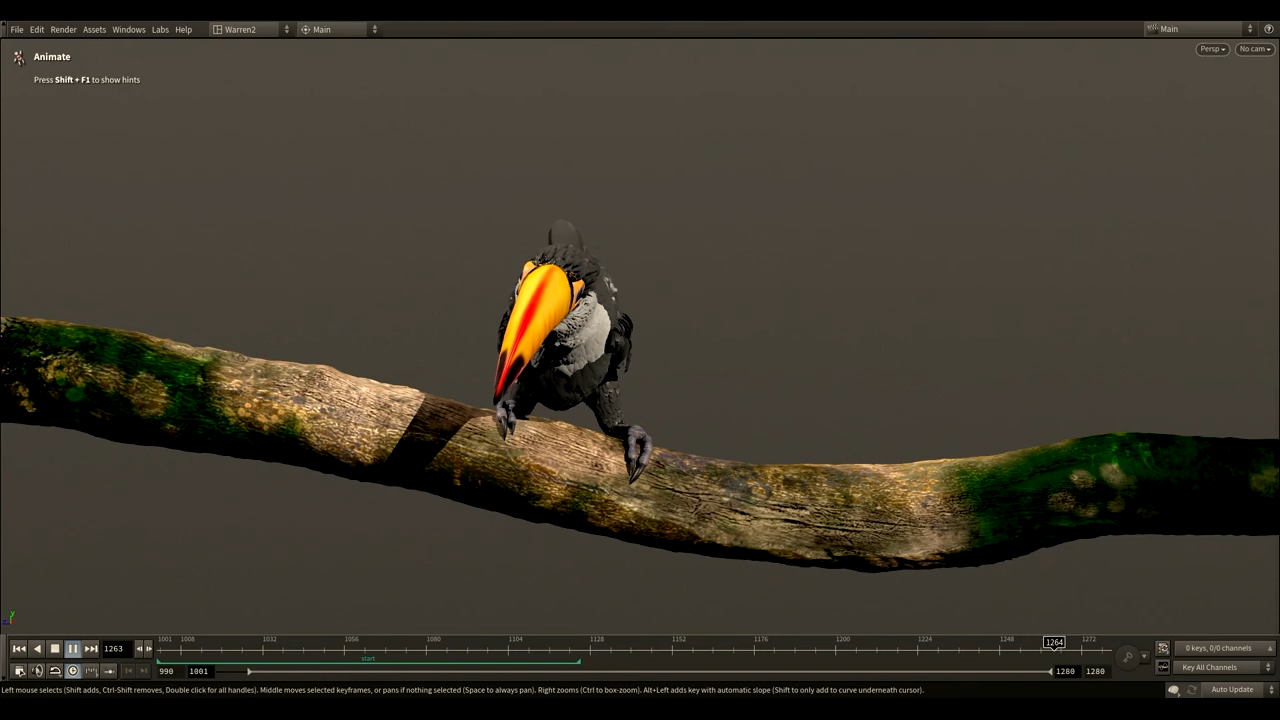 File Edit Render Assets Windows Labs Help Warren2 Main Main
Animate
Persp No cam
Press Shift + F1 to show hints
1001 1008 1032 1056 1080 1104 1128 1152 1176 1200 1224 1248 1264 1272
1263
0 keys, 0/0 channels
start
990 1001 1280 1280 Key All Channels
Left mouse selects (Shift adds, Ctrl-Shift removes, Double click for all handles). Middle moves selected keyframes, or pans if nothing selected (Space to always pan). Right zooms (Ctrl to box-zoom). Alt+Left adds key with automatic slope (Shift to only add to curve underneath cursor).
Auto Update
y